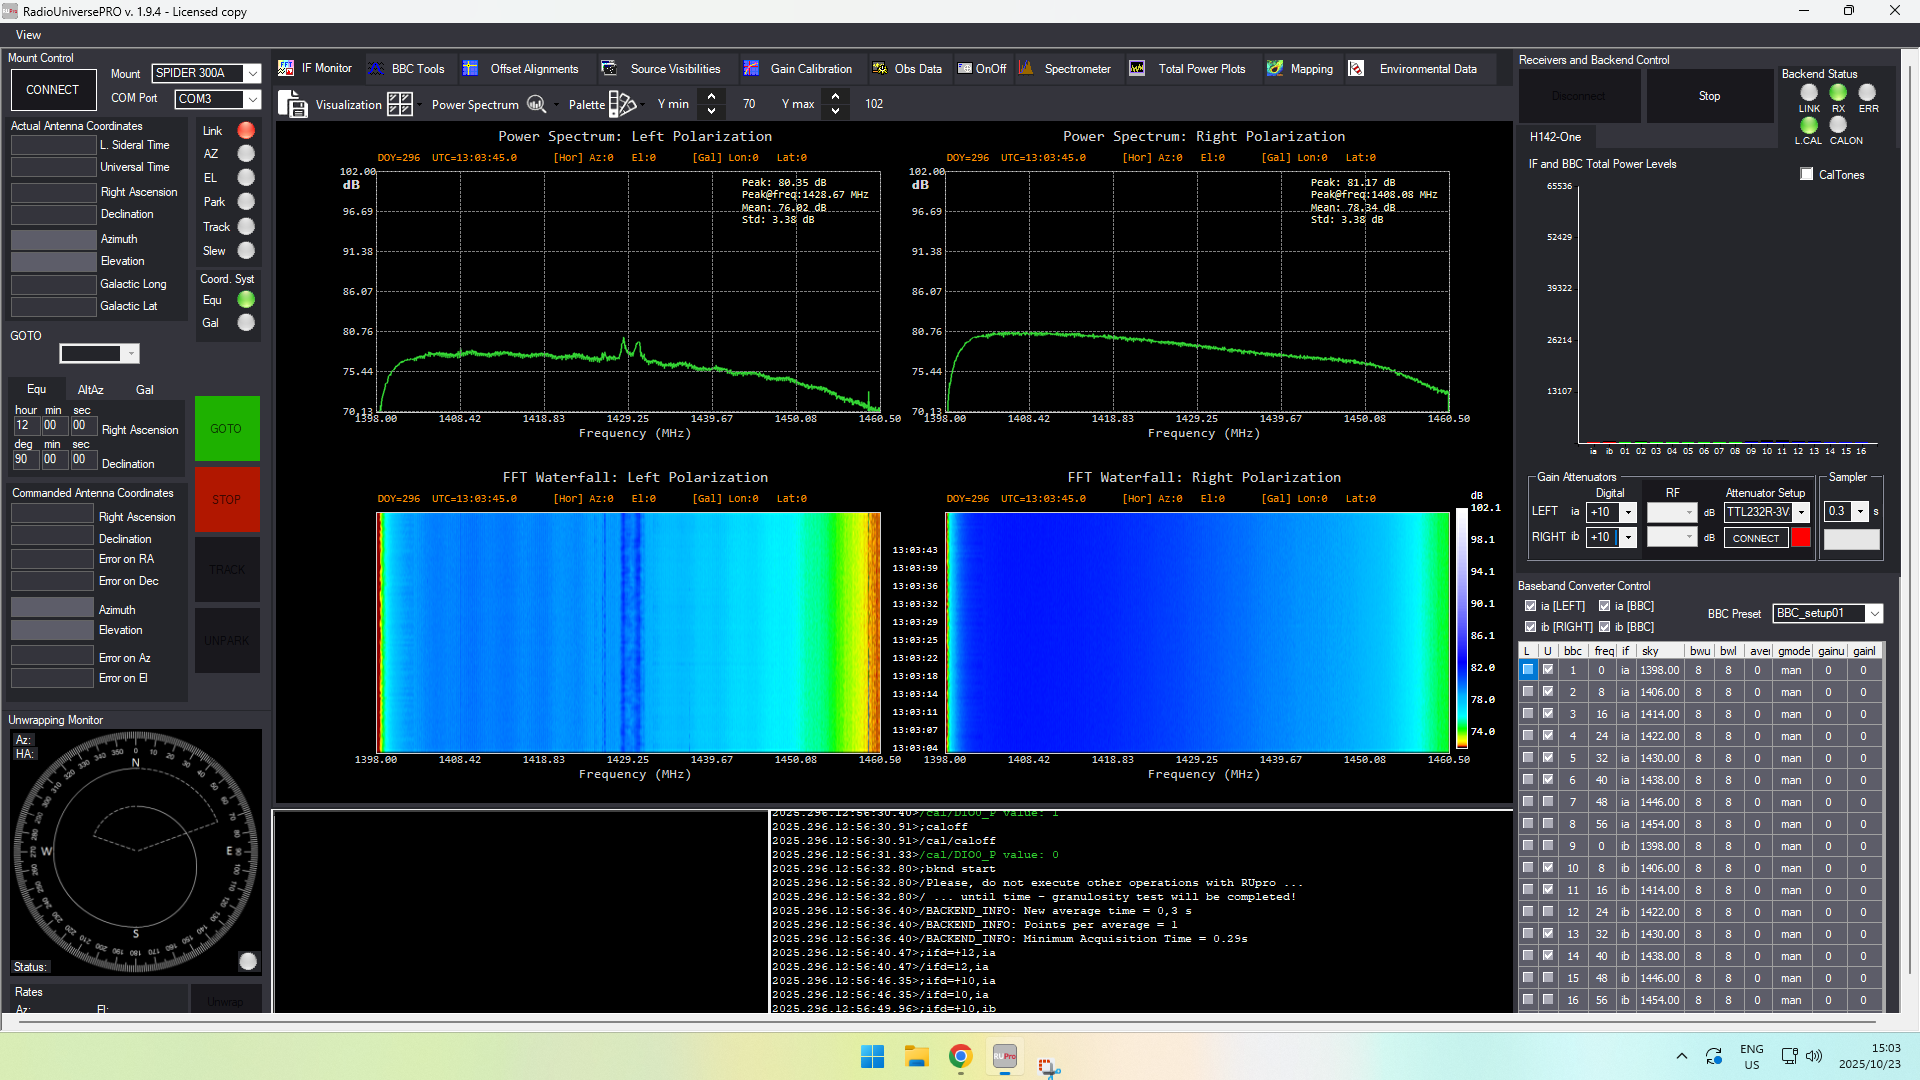 RadioUniversePRO v. 1.9.4 - Licensed copy
View
Mount Control
CONNECT
Mount SPIDER 300A
COM Port COM3
Actual Antenna Coordinates
L. Sideral Time
Universal Time
Right Ascension
Declination
Azimuth
Elevation
Galactic Long
Galactic Lat
Link
AZ
EL
Park
Track
Slew
Coord. Syst
Equ
Gal
GOTO
Equ AltAz Gal
hour min sec
12 00 00 Right Ascension
deg min sec
90 00 00 Declination
GOTO
STOP
TRACK
UNPARK
Commanded Antenna Coordinates
Right Ascension
Declination
Error on RA
Error on Dec
Azimuth
Elevation
Error on Az
Error on El
Unwrapping Monitor
Az:
HA:
N
E
S
W
Status:
Rates
Az: El:
Unwrap
IF Monitor BBC Tools Offset Alignments Source Visibilities Gain Calibration Obs Data OnOff Spectrometer Total Power Plots Mapping Environmental Data
Visualization Power Spectrum Palette Y min 70 Y max 102
Power Spectrum: Left Polarization
DOY=296 UTC=13:03:45.0 [Hor] Az:0 El:0 [Gal] Lon:0 Lat:0
102.00
dB
96.69
91.38
86.07
80.76
75.44
70.13
Peak: 80.35 dB
Peak@freq:1428.67 MHz
Mean: 76.02 dB
Std: 3.38 dB
1398.00 1408.42 1418.83 1429.25 1439.67 1450.08 1460.50
Frequency (MHz)
Power Spectrum: Right Polarization
DOY=296 UTC=13:03:45.0 [Hor] Az:0 El:0 [Gal] Lon:0 Lat:0
102.00
dB
96.69
91.38
86.07
80.76
75.44
70.13
Peak: 81.17 dB
Peak@freq:1408.08 MHz
Mean: 78.34 dB
Std: 3.38 dB
1398.00 1408.42 1418.83 1429.25 1439.67 1450.08 1460.50
Frequency (MHz)
FFT Waterfall: Left Polarization
DOY=296 UTC=13:03:45.0 [Hor] Az:0 El:0 [Gal] Lon:0 Lat:0
1398.00 1408.42 1418.83 1429.25 1439.67 1450.08 1460.50
Frequency (MHz)
13:03:43
13:03:39
13:03:36
13:03:32
13:03:29
13:03:25
13:03:22
13:03:18
13:03:14
13:03:11
13:03:07
13:03:04
FFT Waterfall: Right Polarization
DOY=296 UTC=13:03:45.0 [Hor] Az:0 El:0 [Gal] Lon:0 Lat:0
1398.00 1408.42 1418.83 1429.25 1439.67 1450.08 1460.50
Frequency (MHz)
dB
102.1
98.1
94.1
90.1
86.1
82.0
78.0
74.0
2025.296.12:56:30.40>/cal/DIO0_P value: 1
2025.296.12:56:30.91>;caloff
2025.296.12:56:30.91>/cal/caloff
2025.296.12:56:31.33>/cal/DIO0_P value: 0
2025.296.12:56:32.80>;bknd start
2025.296.12:56:32.80>/Please, do not execute other operations with RUpro ...
2025.296.12:56:32.80>/ ... until time - granulosity test will be completed!
2025.296.12:56:36.40>/BACKEND_INFO: New average time = 0,3 s
2025.296.12:56:36.40>/BACKEND_INFO: Points per average = 1
2025.296.12:56:36.40>/BACKEND_INFO: Minimum Acquisition Time = 0.29s
2025.296.12:56:40.47>;ifd=+12,ia
2025.296.12:56:40.47>/ifd=12,ia
2025.296.12:56:46.35>;ifd=+10,ia
2025.296.12:56:46.35>/ifd=10,ia
2025.296.12:56:49.96>;ifd=+10,ib
Receivers and Backend Control
Disconnect Stop
Backend Status
LINK RX ERR
L.CAL CALON
H142-One
IF and BBC Total Power Levels
CalTones
65536
52429
39322
26214
13107
ia ib 01 02 03 04 05 06 07 08 09 10 11 12 13 14 15 16
Gain Attenuators
Digital RF Attenuator Setup
LEFT ia +10 dB TTL232R-3V
RIGHT ib +10 dB CONNECT
Sampler
0.3 s
Baseband Converter Control
ia [LEFT] ia [BBC]
ib [RIGHT] ib [BBC]
BBC Preset BBC_setup01
L U bbc freq if sky bwu bwl aver gmode gainu gainl
1 0 ia 1398.00 8 8 0 man 0 0
2 8 ia 1406.00 8 8 0 man 0 0
3 16 ia 1414.00 8 8 0 man 0 0
4 24 ia 1422.00 8 8 0 man 0 0
5 32 ia 1430.00 8 8 0 man 0 0
6 40 ia 1438.00 8 8 0 man 0 0
7 48 ia 1446.00 8 8 0 man 0 0
8 56 ia 1454.00 8 8 0 man 0 0
9 0 ib 1398.00 8 8 0 man 0 0
10 8 ib 1406.00 8 8 0 man 0 0
11 16 ib 1414.00 8 8 0 man 0 0
12 24 ib 1422.00 8 8 0 man 0 0
13 32 ib 1430.00 8 8 0 man 0 0
14 40 ib 1438.00 8 8 0 man 0 0
15 48 ib 1446.00 8 8 0 man 0 0
16 56 ib 1454.00 8 8 0 man 0 0
ENG
US
15:03
2025/10/23